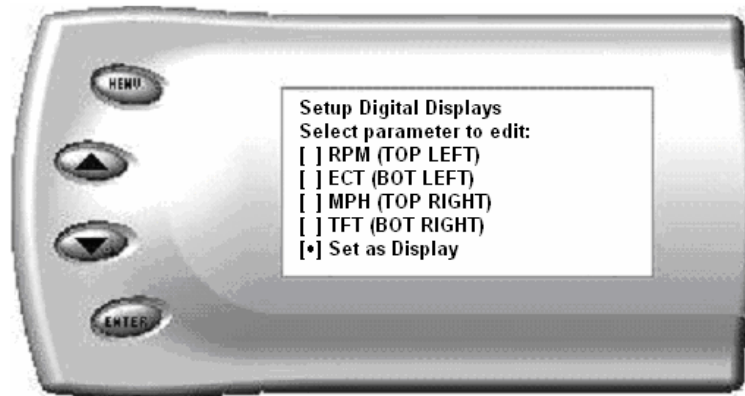 MENU
Setup Digital Displays
Select parameter to edit:
[ ] RPM (TOP LEFT)
[ ] ECT (BOT LEFT)
[ ] MPH (TOP RIGHT)
[ ] TFT (BOT RIGHT)
[•] Set as Display
ENTER